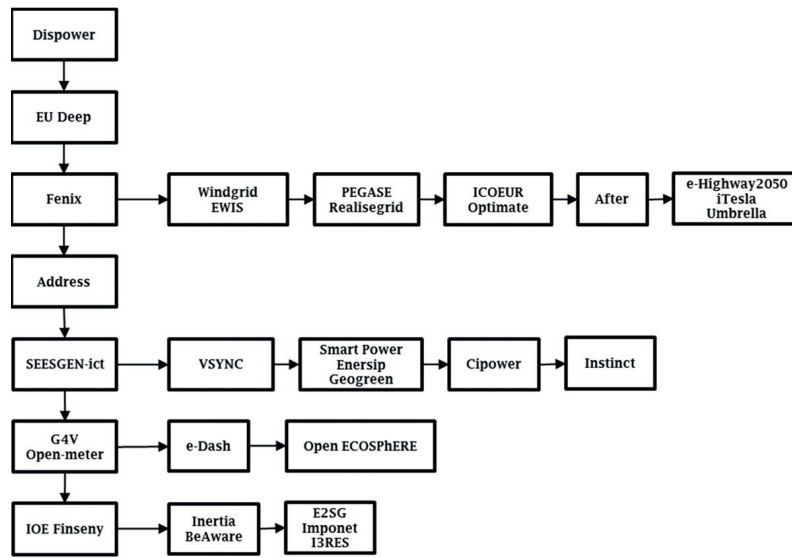 Dispower
EU Deep
Fenix
Windgrid
EWIS
PEGASE
Realisegrid
ICOEUR
Optimate
After
e-Highway2050
iTesla
Umbrella
Address
SEESGEN-ict
VSYNC
Smart Power
Enersip
Geogreen
Cipower
Instinct
G4V
Open-meter
e-Dash
Open ECOSPhERE
IOE Finseny
Inertia
BeAware
E2SG
Imponet
I3RES